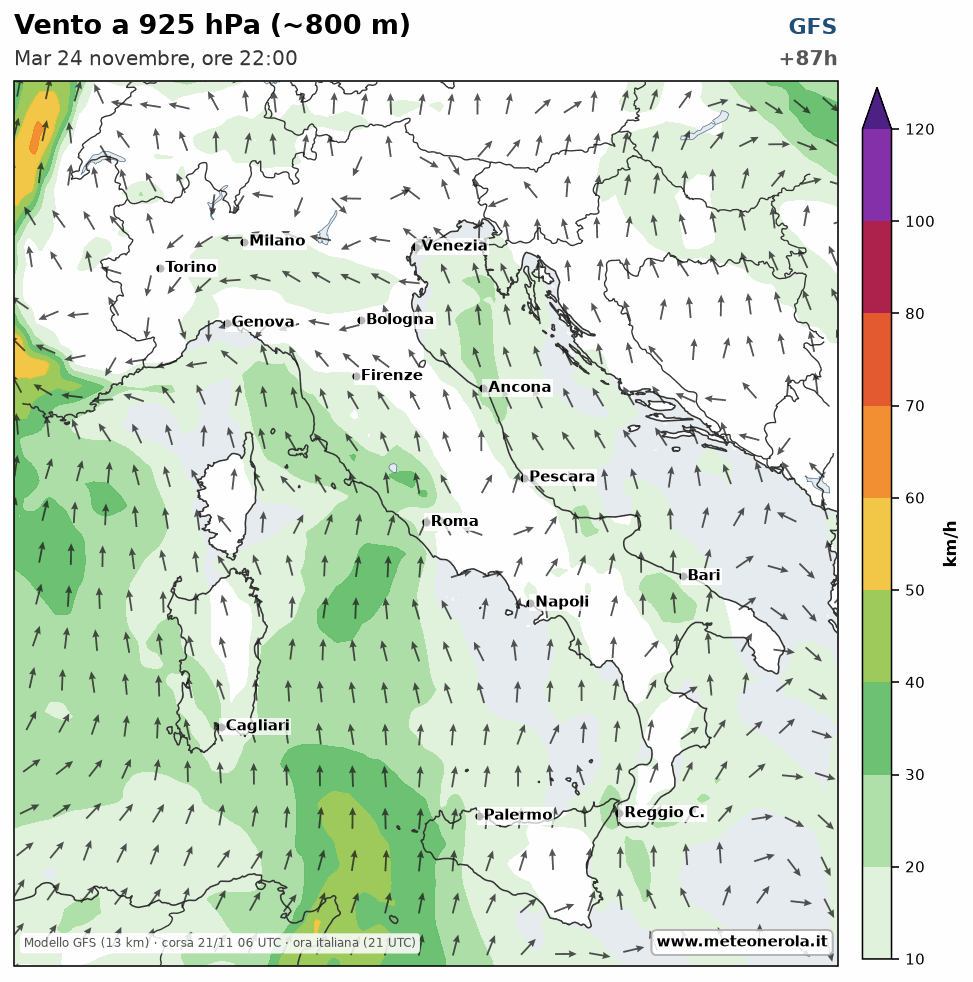 Vento a 925 hPa (~800 m)
GFS
Mar 24 novembre, ore 22:00
+87h
120
100
80
70
60
50
40
30
20
10
km/h
Milano
Venezia
Torino
Bologna
Genova
Firenze
Ancona
Pescara
Roma
Bari
Napoli
Cagliari
Palermo
Reggio C.
Modello GFS (13 km) · corsa 21/11 06 UTC · ora italiana (21 UTC)
www.meteonerola.it